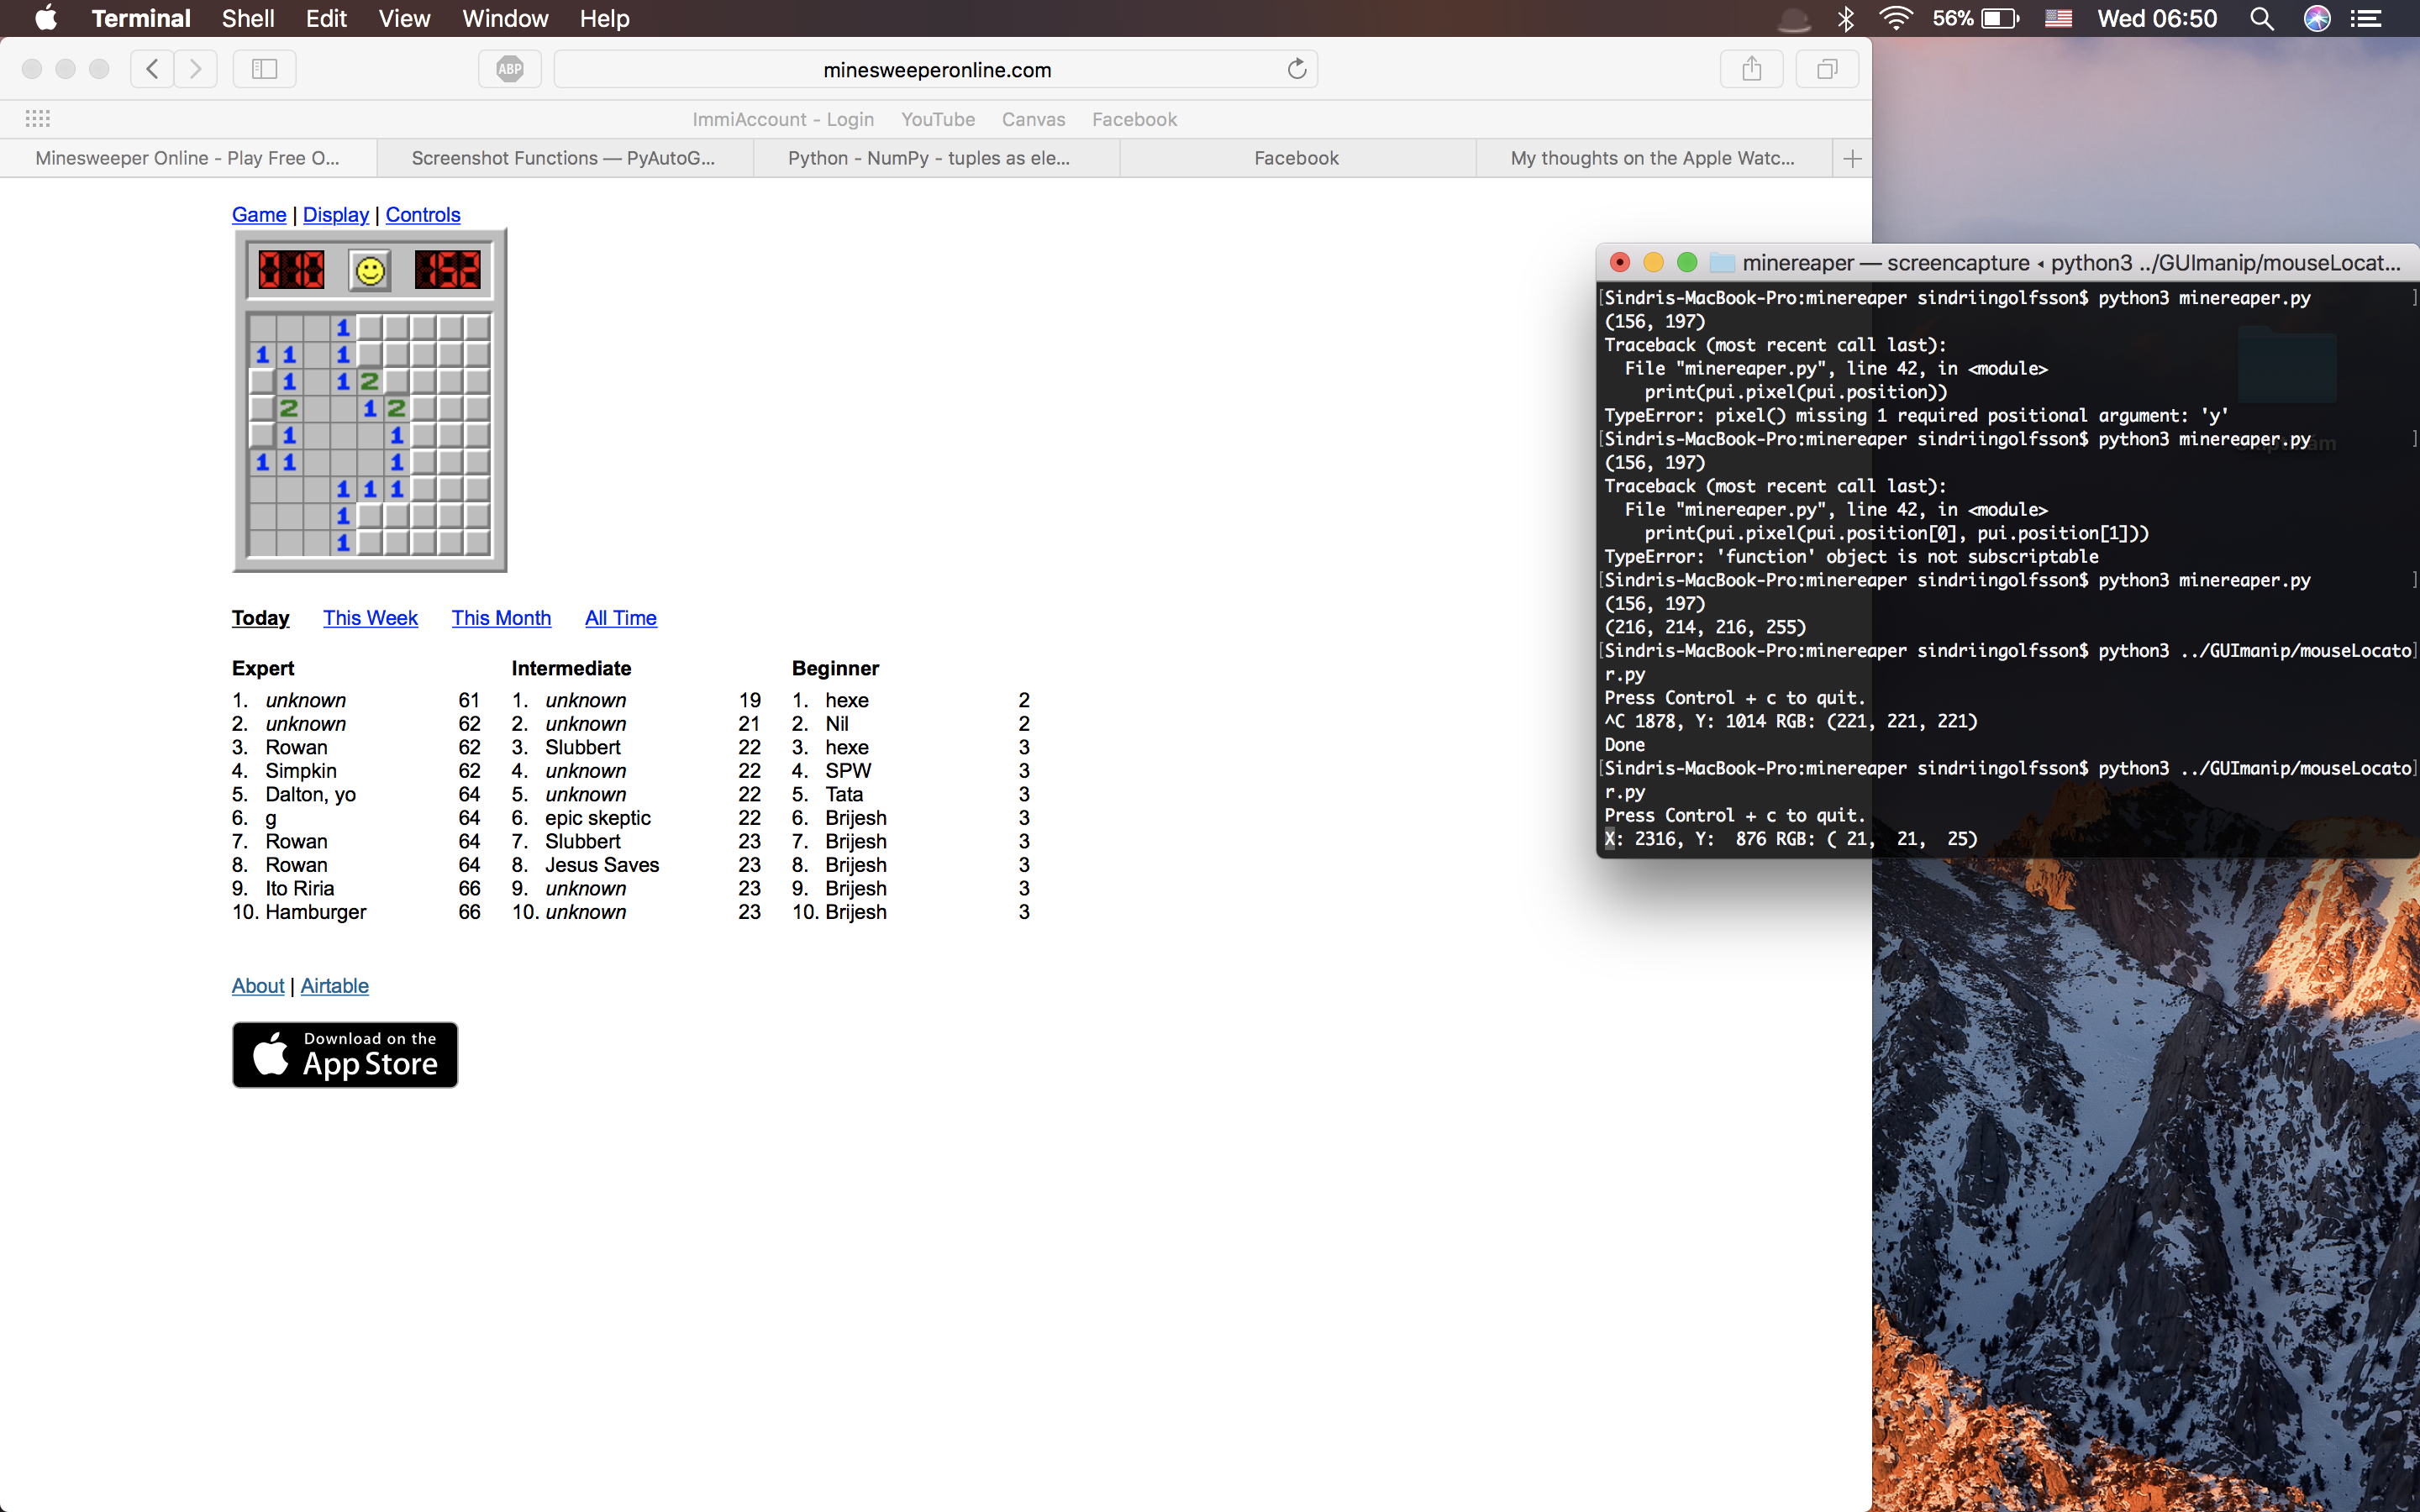 Terminal Shell Edit View Window Help 56% Wed 06:50
ABP minesweeperonline.com
ImmiAccount - Login YouTube Canvas Facebook
Minesweeper Online - Play Free O... Screenshot Functions — PyAutoG... Python - NumPy - tuples as ele... Facebook My thoughts on the Apple Watc...
Game | Display | Controls
010 152
1
1 1 1
1 1 2
2 1 2
1 1
1 1 1
1 1 1
1
1
Today This Week This Month All Time
Expert Intermediate Beginner
1. unknown 61 1. unknown 19 1. hexe 2
2. unknown 62 2. unknown 21 2. Nil 2
3. Rowan 62 3. Slubbert 22 3. hexe 3
4. Simpkin 62 4. unknown 22 4. SPW 3
5. Dalton, yo 64 5. unknown 22 5. Tata 3
6. g 64 6. epic skeptic 22 6. Brijesh 3
7. Rowan 64 7. Slubbert 23 7. Brijesh 3
8. Rowan 64 8. Jesus Saves 23 8. Brijesh 3
9. Ito Riria 66 9. unknown 23 9. Brijesh 3
10. Hamburger 66 10. unknown 23 10. Brijesh 3
About | Airtable
Download on the
App Store
minereaper — screencapture ◂ python3 ../GUImanip/mouseLocat...
[Sindris-MacBook-Pro:minereaper sindriingolfsson$ python3 minereaper.py ]
(156, 197)
Traceback (most recent call last):
File "minereaper.py", line 42, in <module>
print(pui.pixel(pui.position))
TypeError: pixel() missing 1 required positional argument: 'y'
[Sindris-MacBook-Pro:minereaper sindriingolfsson$ python3 minereaper.py ]
(156, 197)
Traceback (most recent call last):
File "minereaper.py", line 42, in <module>
print(pui.pixel(pui.position[0], pui.position[1]))
TypeError: 'function' object is not subscriptable
[Sindris-MacBook-Pro:minereaper sindriingolfsson$ python3 minereaper.py ]
(156, 197)
(216, 214, 216, 255)
[Sindris-MacBook-Pro:minereaper sindriingolfsson$ python3 ../GUImanip/mouseLocato]
r.py
Press Control + c to quit.
^C 1878, Y: 1014 RGB: (221, 221, 221)
Done
[Sindris-MacBook-Pro:minereaper sindriingolfsson$ python3 ../GUImanip/mouseLocato]
r.py
Press Control + c to quit.
X: 2316, Y: 876 RGB: ( 21, 21, 25)